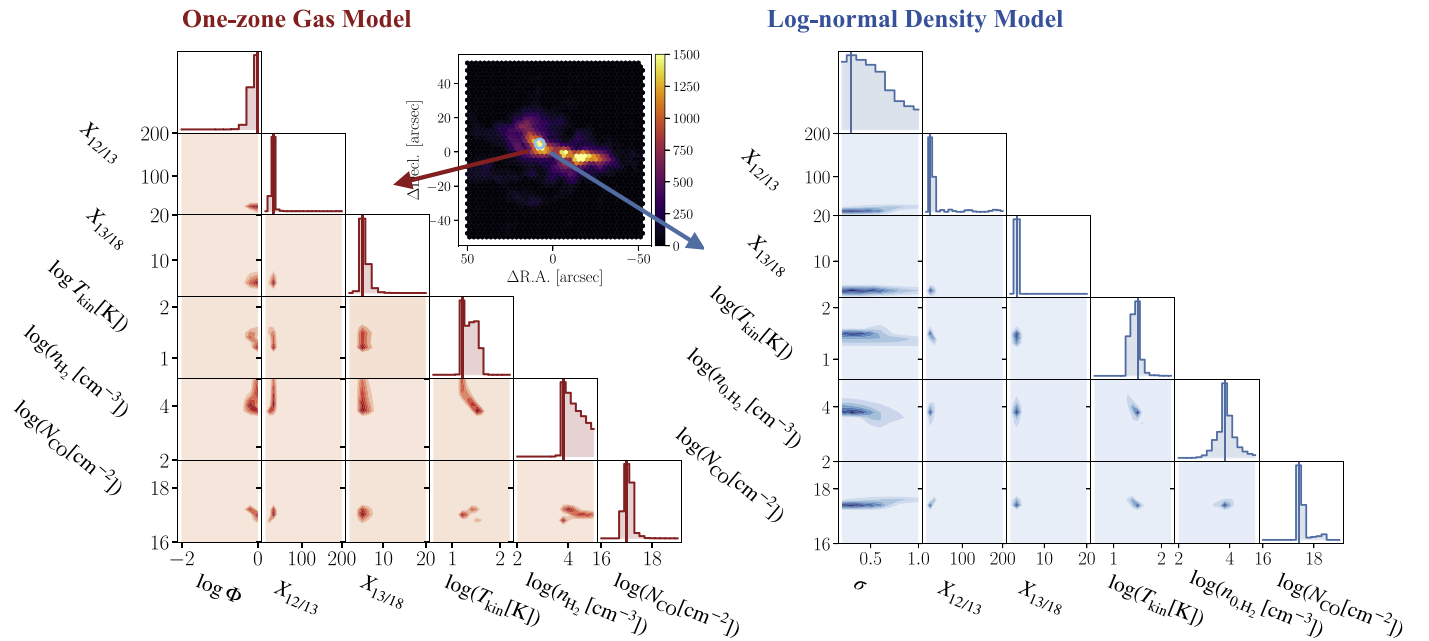 One-zone Gas Model
Log-normal Density Model
X12/13
200
100
20
X13/18
10
log Tkin[K])
2
1
log(nH2 [cm−3])
4
log(NCO[cm−2])
2
18
16
−2 0 100 200 10 20 1 2 4 16 18
log Φ
X12/13
X13/18
log(Tkin[K])
log(nH2 [cm−3])
log(NCO[cm−2])
40
20
0
−20
−40
ΔDecl. [arcsec]
50 0 −50
ΔR.A. [arcsec]
1500
1250
1000
750
500
250
0
X12/13
200
100
20
X13/18
10
log(Tkin[K])
2
1
log(n0,H2 [cm−3])
4
log(NCO[cm−2])
2
18
16
0.5 1.0 100 200 10 20 1 2 2 4 16 18
σ
X12/13
X13/18
log(Tkin[K])
log(n0,H2 [cm−3])
log(NCO[cm−2])